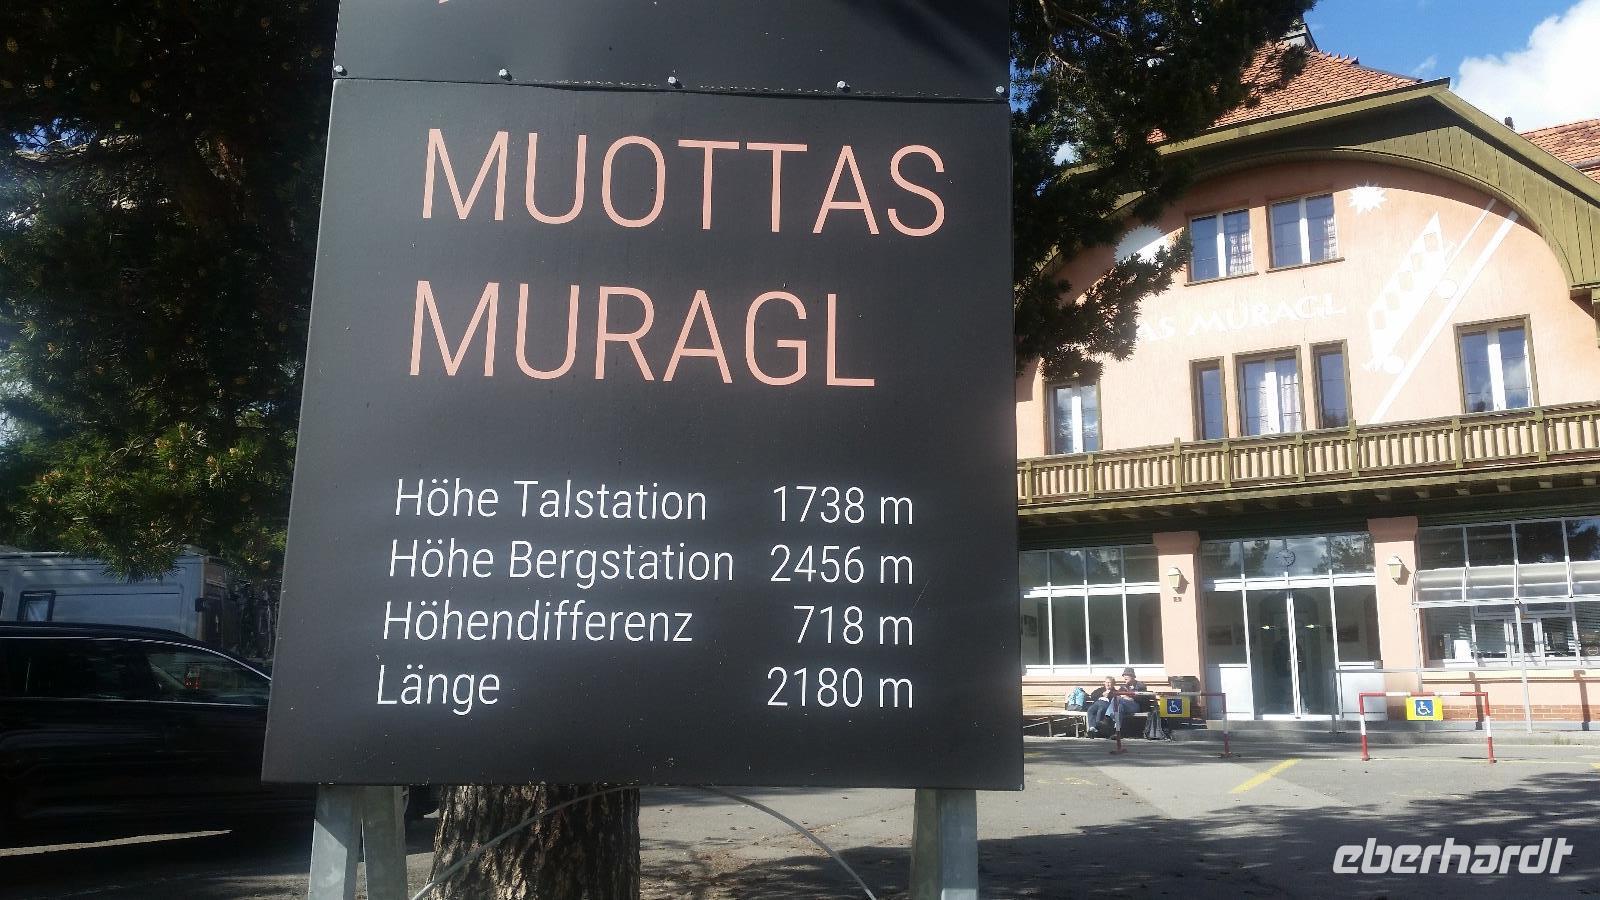 MUOTTAS
MURAGL
Höhe Talstation 1738 m
Höhe Bergstation 2456 m
Höhendifferenz 718 m
Länge 2180 m
AS MURAGL
eberhardt